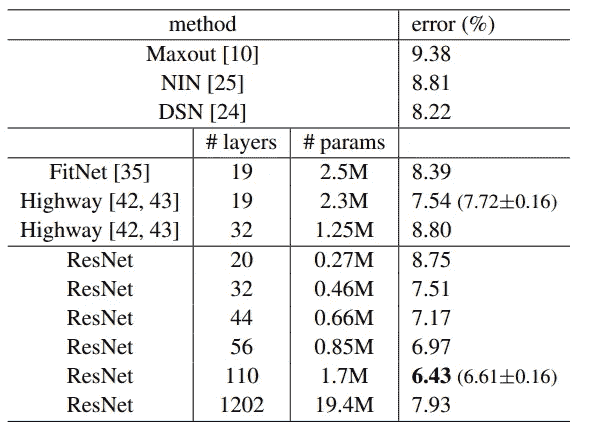 method error (%)
Maxout [10] 9.38
NIN [25] 8.81
DSN [24] 8.22
# layers # params
FitNet [35] 19 2.5M 8.39
Highway [42, 43] 19 2.3M 7.54 (7.72±0.16)
Highway [42, 43] 32 1.25M 8.80
ResNet 20 0.27M 8.75
ResNet 32 0.46M 7.51
ResNet 44 0.66M 7.17
ResNet 56 0.85M 6.97
ResNet 110 1.7M 6.43 (6.61±0.16)
ResNet 1202 19.4M 7.93